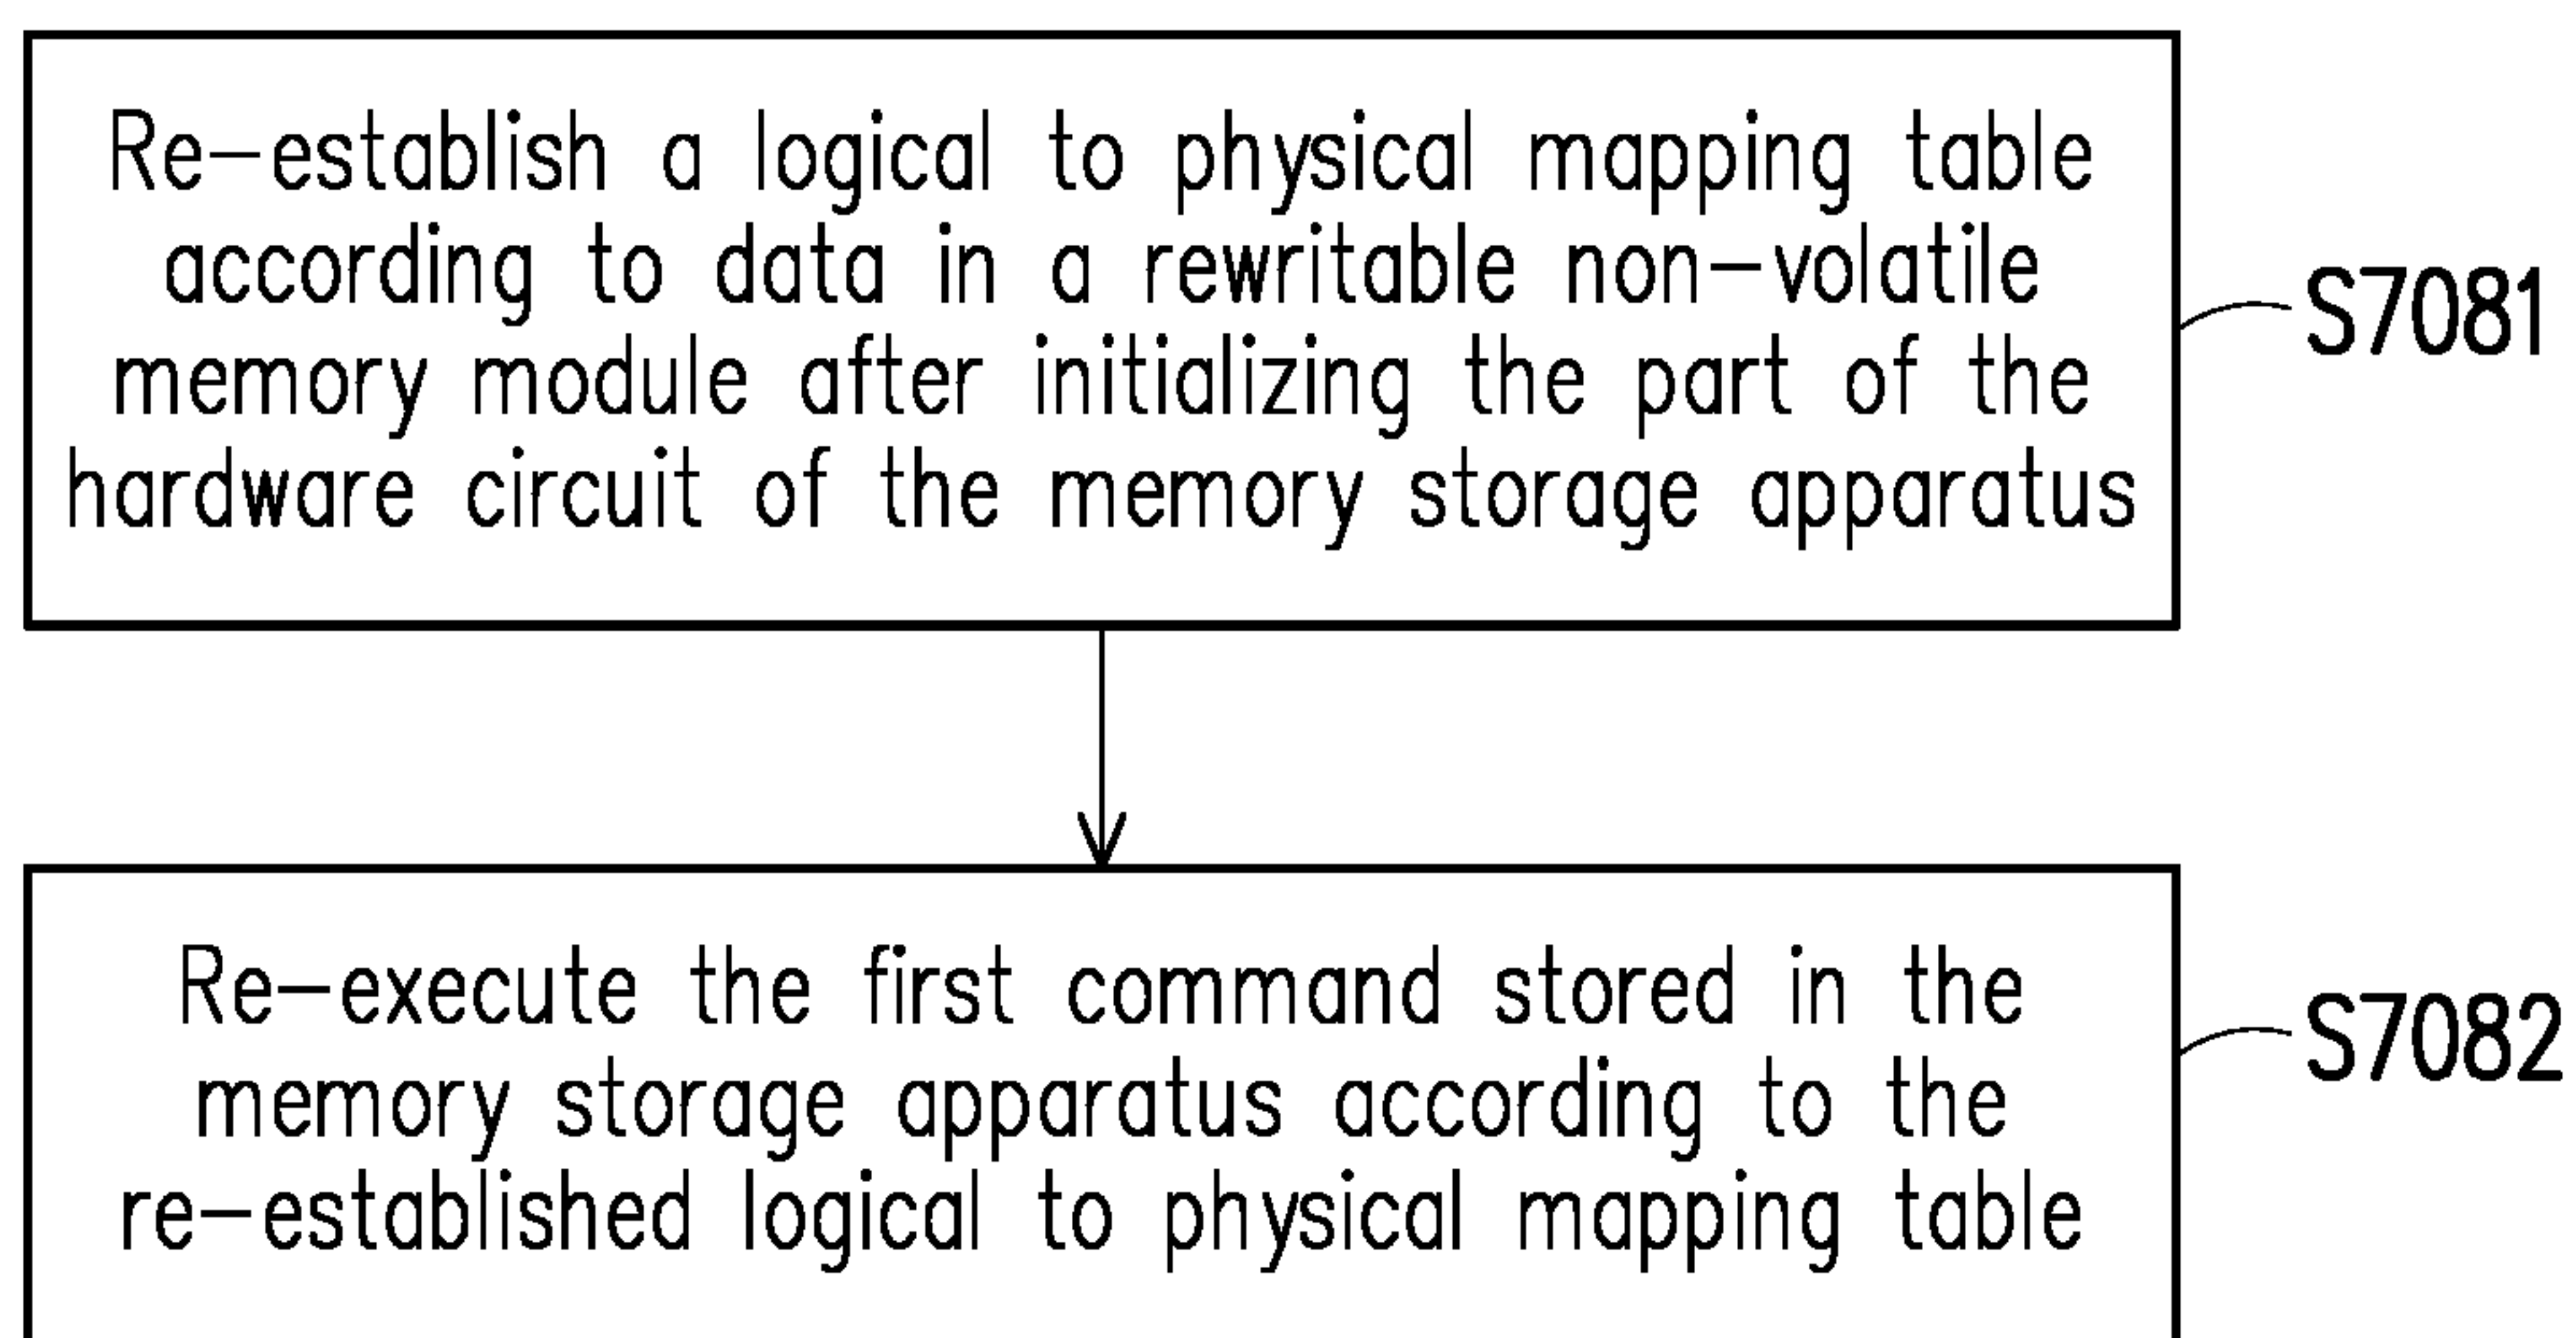 Re-establish a logical to physical mapping table
according to data in a rewritable non-volatile
memory module after initializing the part of the
hardware circuit of the memory storage apparatus
S7081
Re-execute the first command stored in the
memory storage apparatus according to the
re-established logical to physical mapping table
S7082